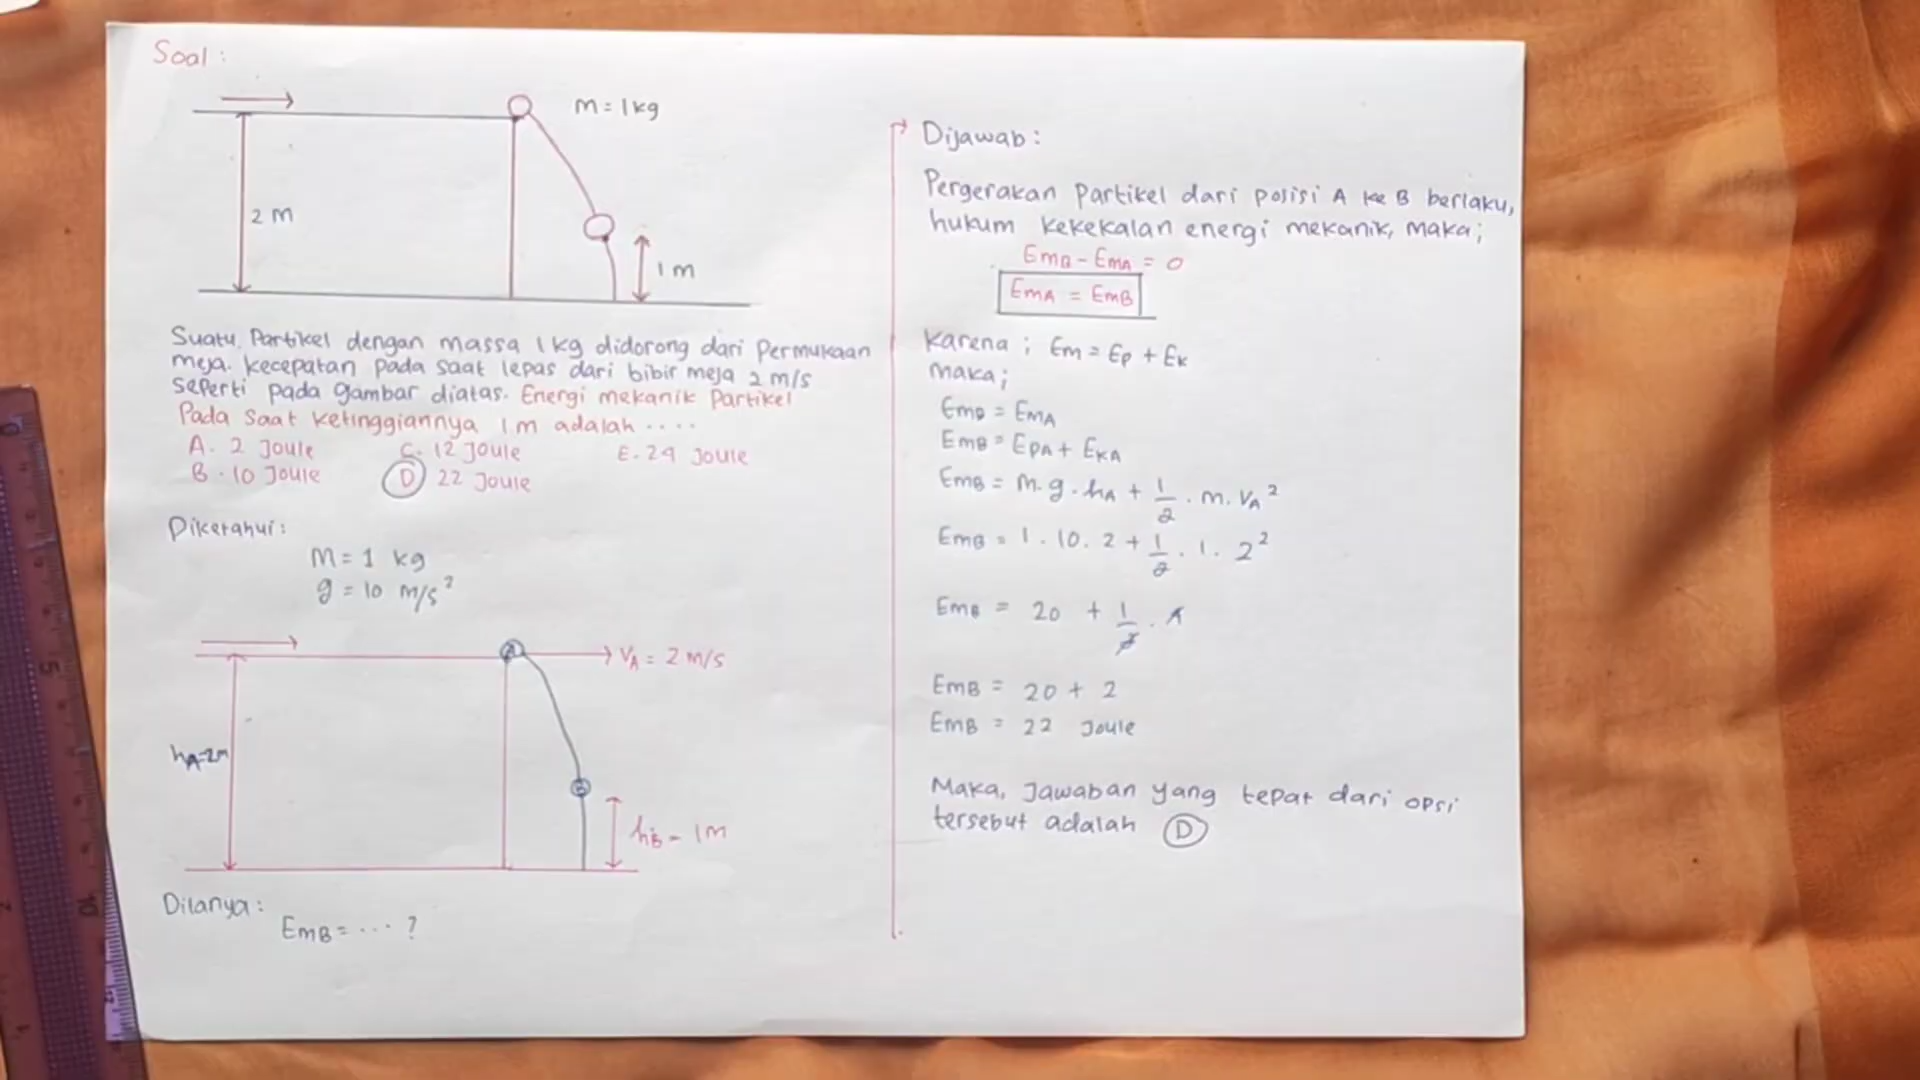 Soal :
m = 1 kg
2 m
1 m
Suatu Partikel dengan massa 1 kg didorong dari Permukaan
meja. kecepatan pada saat lepas dari bibir meja 2 m/s
seperti pada gambar diatas. Energi mekanik Partikel
Pada saat ketinggiannya 1 m adalah ....
A. 2 Joule C. 12 Joule E. 24 Joule
B. 10 Joule D 22 Joule
Diketahui :
M = 1 kg
g = 10 m/s²
A
VA = 2 m/s
hA=2m
B
hB = 1 M
Ditanya :
EmB = ... ?
Dijawab :
Pergerakan Partikel dari posisi A ke B berlaku,
hukum kekekalan energi mekanik, maka ;
EmB - EmA = 0
EmA = EmB
Karena ; Em = Ep + Ek
maka ;
EmB = EmA
EmB = EpA + EKA
EmB = m. g . hA + 1/2 . m. VA²
EmB = 1 . 10 . 2 + 1/2 . 1 . 2²
EmB = 20 + 1/2 . 4
EmB = 20 + 2
EmB = 22 Joule
Maka, Jawaban yang tepat dari opsi
tersebut adalah D